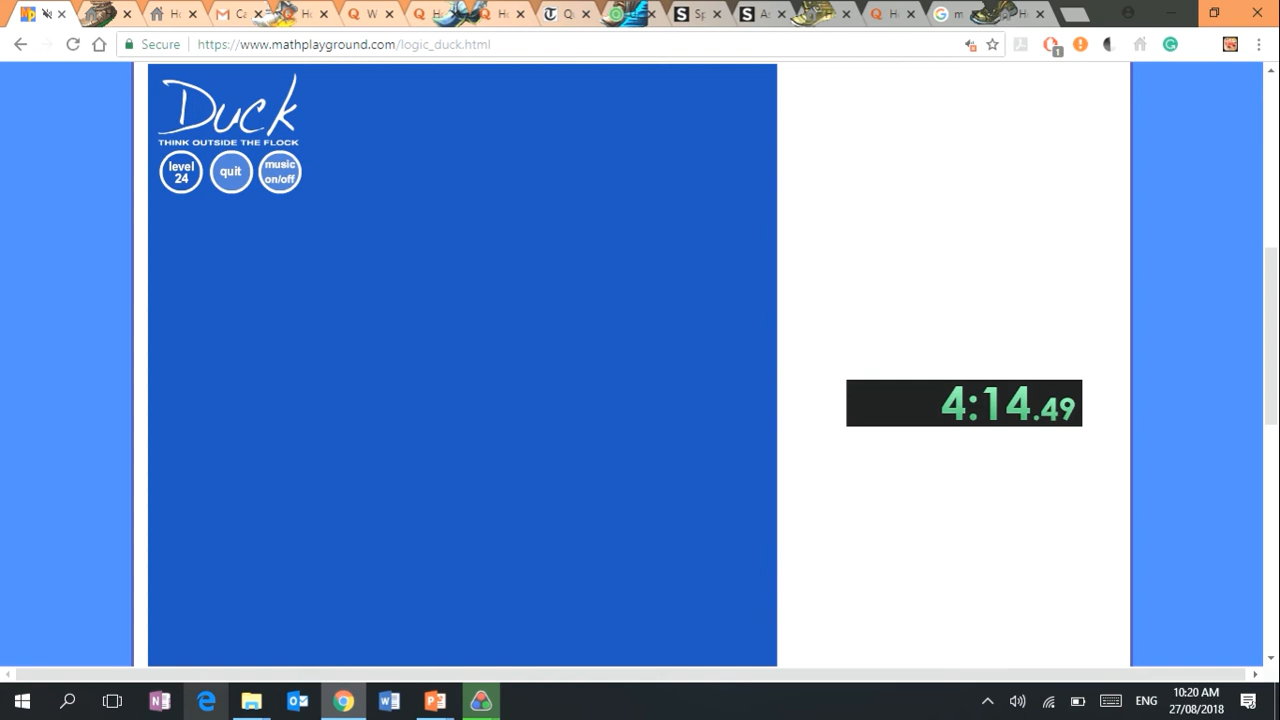 Secure
https://www.mathplayground.com/logic_duck.html
1
Duck
THINK OUTSIDE THE FLOCK
level
24
quit
music
on/off
4:14.49
ENG
10:20 AM
27/08/2018